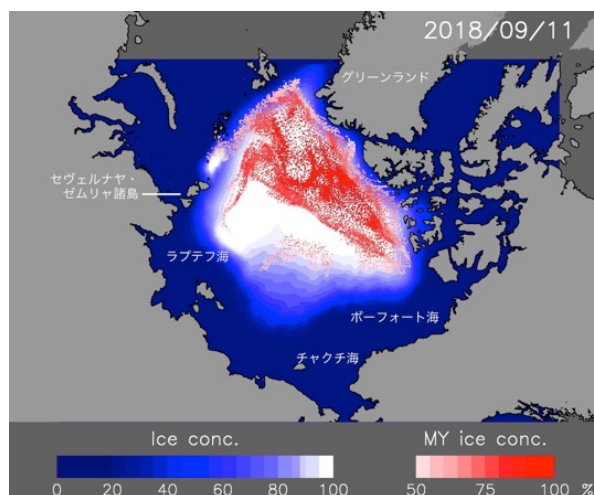 2018/09/11
グリーンランド
セヴェルナヤ・
ゼムリャ諸島
ラプテフ海
ボーフォート海
チャクチ海
Ice conc.
MY ice conc.
0 20 40 60 80 100
50 75 100 %